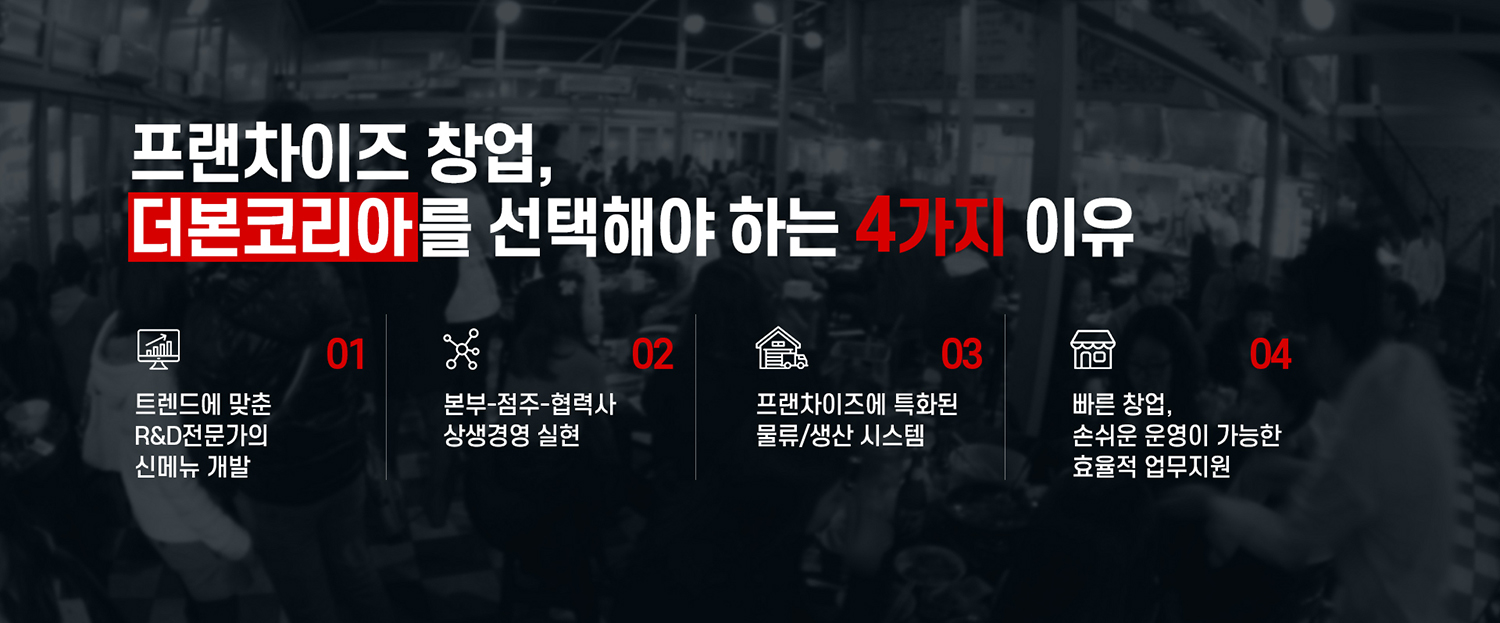 프랜차이즈 창업,
더본코리아를 선택해야 하는 4가지 이유
01
트렌드에 맞춘
R&D전문가의
신메뉴 개발
02
본부-점주-협력사
상생경영 실현
03
프랜차이즈에 특화된
물류/생산 시스템
04
빠른 창업,
손쉬운 운영이 가능한
효율적 업무지원